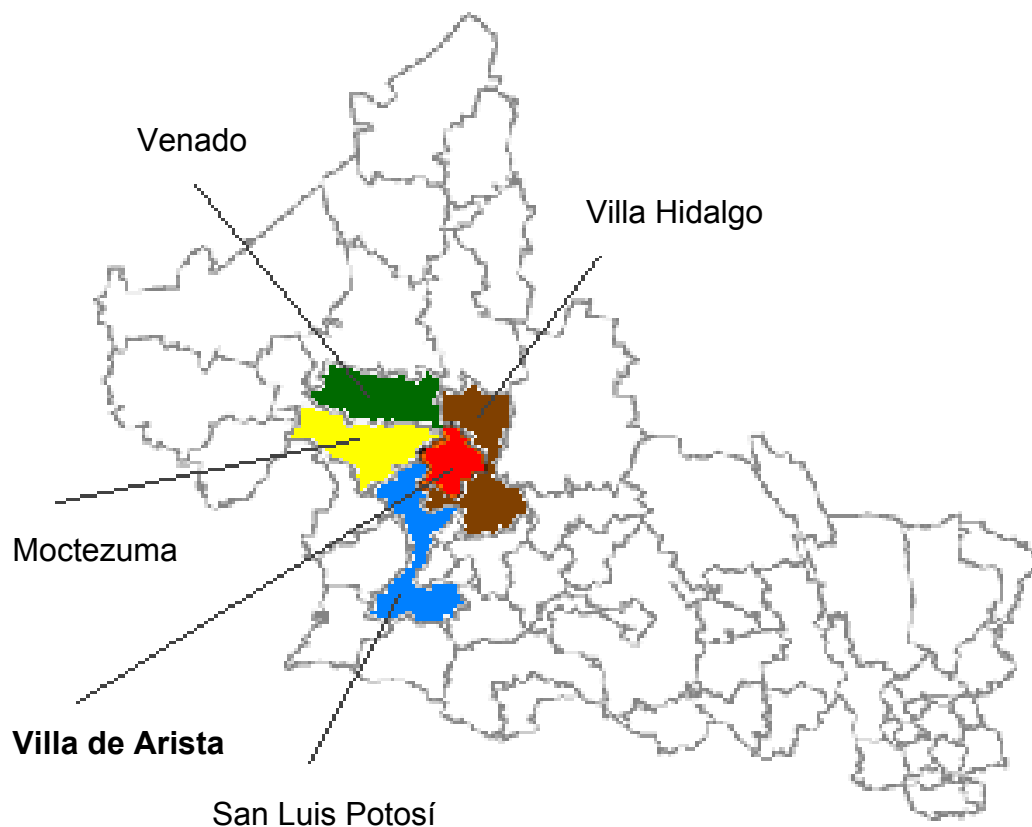 Venado
Villa Hidalgo
Moctezuma
Villa de Arista
San Luis Potosí